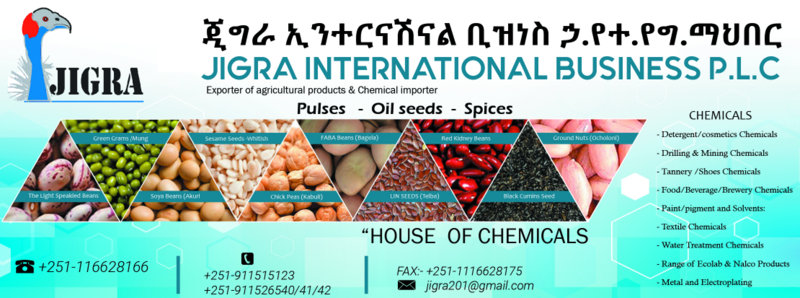 JIGRA
ጂግራ ኢንተርናሽናል ቢዝነስ ኃ.የተ.የግ.ማህበር
JIGRA INTERNATIONAL BUSINESS P.L.C
Exporter of agricultural products & Chemical importer
Pulses - Oil seeds - Spices
Green Grams /Mung
Sesame Seeds -Whitish
FABA Beans (Bagela)
Red Kidney Beans
Ground Nuts (Ocholoni)
The Light Speakled Beans
Soya Beans (Akuri
Chick Peas (Kabuli)
LIN SEEDS (Telba)
Black Cumins Seed
CHEMICALS
- Detergent/cosmetics Chemicals
- Drilling & Mining Chemicals
- Tannery /Shoes Chemicals
- Food/Beverage/Brewery Chemicals
- Paint/pigment and Solvents:
- Textile Chemicals
- Water Treatment Chemicals
- Range of Ecolab & Nalco Products
- Metal and Electroplating
“HOUSE OF CHEMICALS
+251-116628166
+251-911515123
+251-911526540/41/42
FAX:- +251-1116628175
jigra201@gmail.com